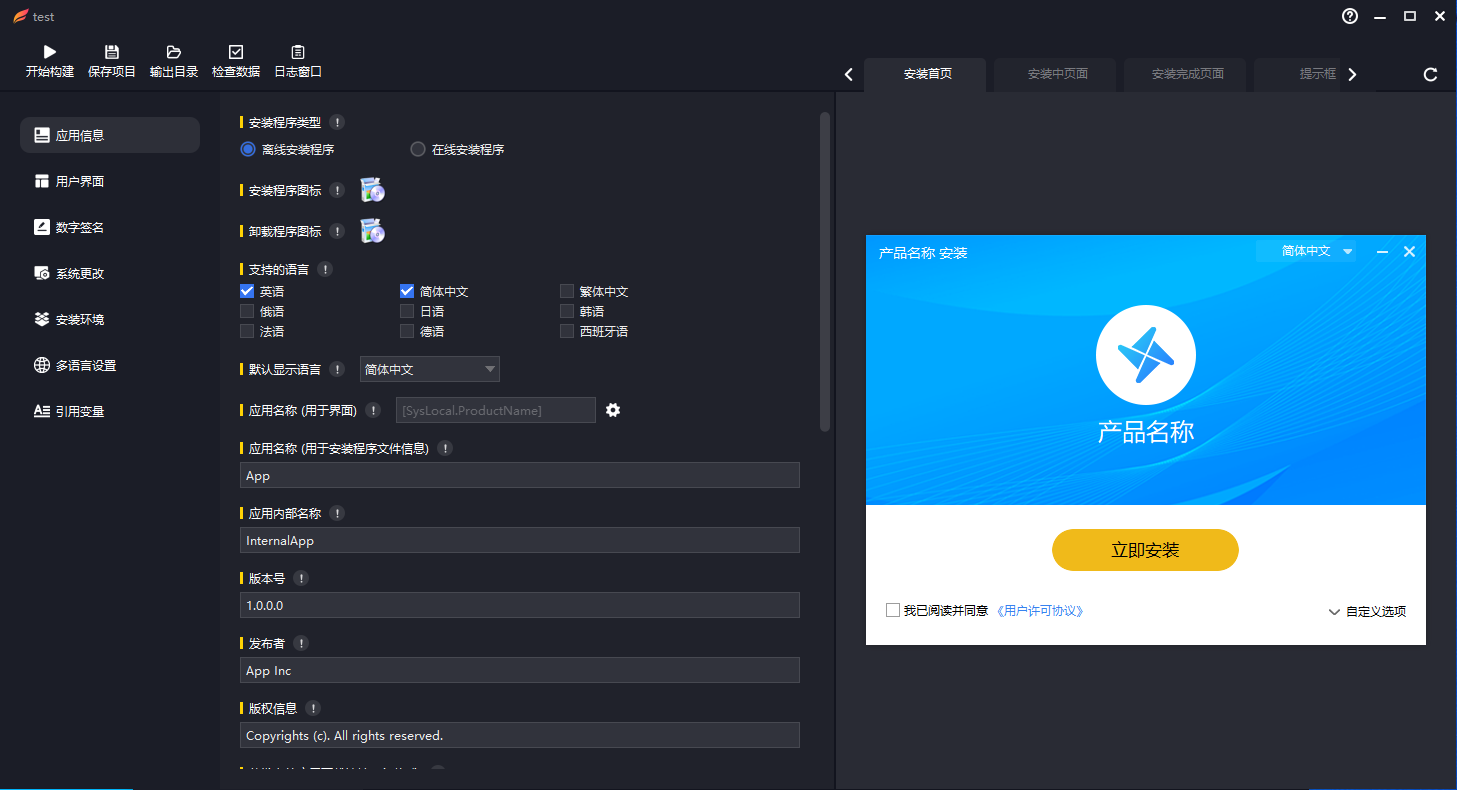 test
开始构建 保存项目 输出目录 检查数据 日志窗口
安装首页 安装中页面 安装完成页面 提示框
应用信息
用户界面
数字签名
系统更改
安装环境
多语言设置
引用变量
安装程序类型
离线安装程序 在线安装程序
安装程序图标
卸载程序图标
支持的语言
英语 简体中文 繁体中文
俄语 日语 韩语
法语 德语 西班牙语
默认显示语言 简体中文
应用名称 (用于界面) [SysLocal.ProductName]
应用名称 (用于安装程序文件信息)
App
应用内部名称
InternalApp
版本号
1.0.0.0
发布者
App Inc
版权信息
Copyrights (c). All rights reserved.
产品名称 安装 简体中文
产品名称
立即安装
我已阅读并同意 《用户许可协议》 自定义选项